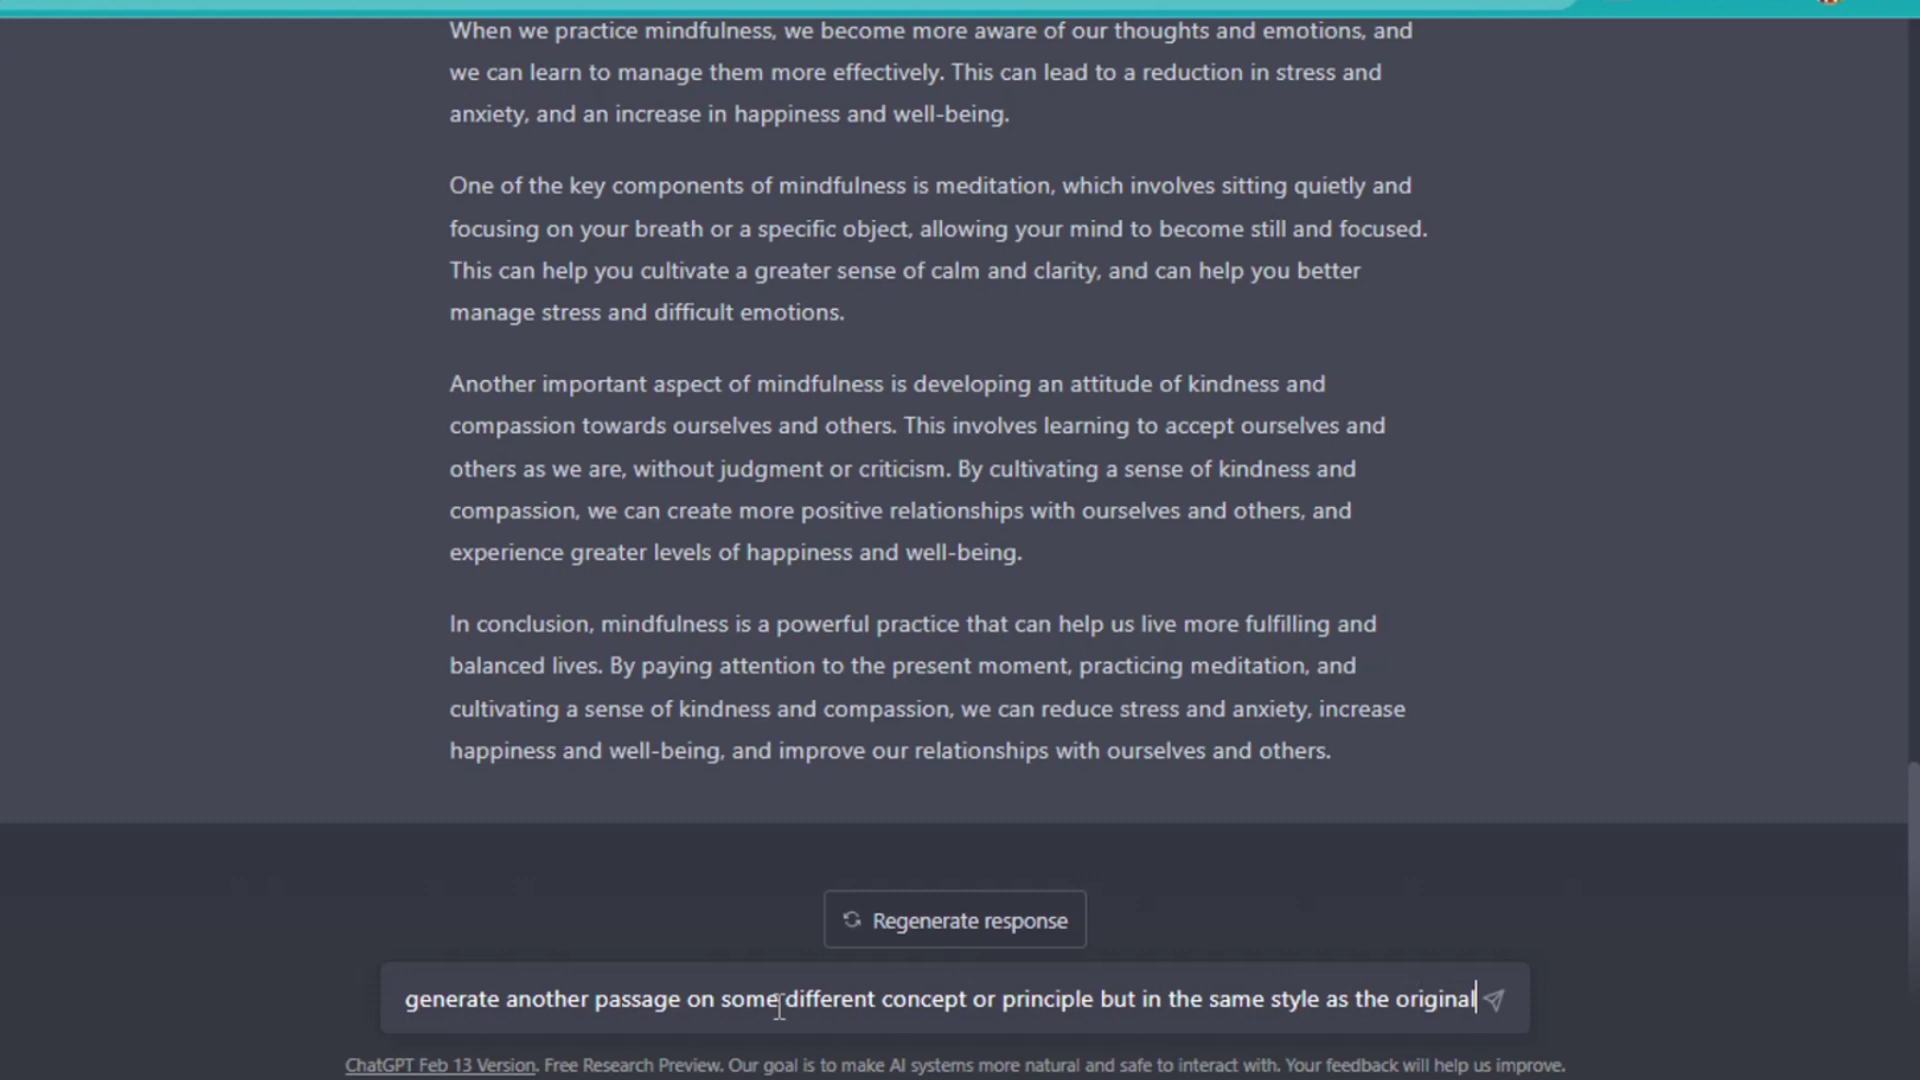 When we practice mindfulness, we become more aware of our thoughts and emotions, and
we can learn to manage them more effectively. This can lead to a reduction in stress and
anxiety, and an increase in happiness and well-being.
One of the key components of mindfulness is meditation, which involves sitting quietly and
focusing on your breath or a specific object, allowing your mind to become still and focused.
This can help you cultivate a greater sense of calm and clarity, and can help you better
manage stress and difficult emotions.
Another important aspect of mindfulness is developing an attitude of kindness and
compassion towards ourselves and others. This involves learning to accept ourselves and
others as we are, without judgment or criticism. By cultivating a sense of kindness and
compassion, we can create more positive relationships with ourselves and others, and
experience greater levels of happiness and well-being.
In conclusion, mindfulness is a powerful practice that can help us live more fulfilling and
balanced lives. By paying attention to the present moment, practicing meditation, and
cultivating a sense of kindness and compassion, we can reduce stress and anxiety, increase
happiness and well-being, and improve our relationships with ourselves and others.
Regenerate response
generate another passage on some different concept or principle but in the same style as the original
ChatGPT Feb 13 Version. Free Research Preview. Our goal is to make AI systems more natural and safe to interact with. Your feedback will help us improve.